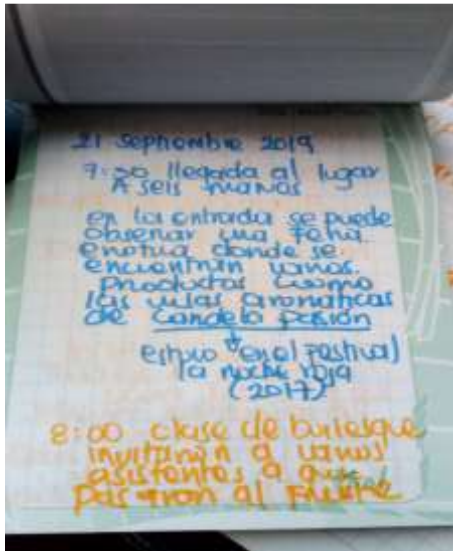 21 Septiembre 2019
7:50 llegada al lugar
A seis manos
en la entrada se puede
observar una feria
erotica donde se
encuentran varios
productos como
las velas aromaticas
de Candela pasion
estuvo en el festival
la noche roja
(2017)
8:00 clase de burlesque
invitaron a varios
asistentes a que
pasaran al frente